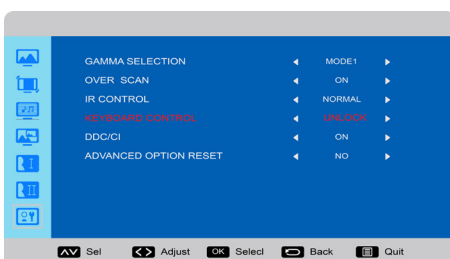 GAMMA SELECTION MODE1
OVER SCAN ON
IR CONTROL NORMAL
KEYBOARD CONTROL UNLOOK
DDC/CI ON
ADVANCED OPTION RESET NO
Sel Adjust OK Selecl Back Quit